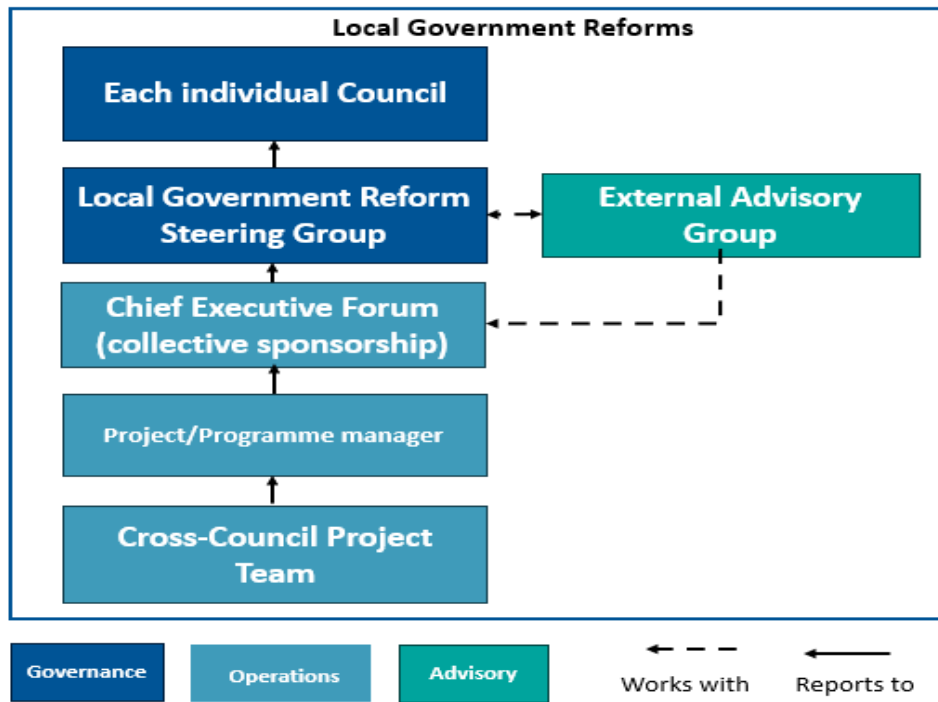 Local Government Reforms
Each individual Council
Local Government Reform
Steering Group
External Advisory
Group
Chief Executive Forum
(collective sponsorship)
Project/Programme manager
Cross-Council Project
Team
Governance
Operations
Advisory
Works with
Reports to